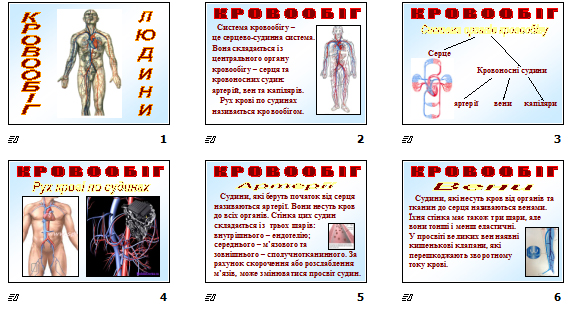 КРОВООБІГ
ЛЮДИНИ
1
КРОВООБІГ
Система кровообігу –
це серцево-судинна система.
Вона складається із
центрального органу
кровообігу – серця та
кровоносних судин:
артерій, вен та капілярів.
Рух крові по судинах
називається кровообігом.
2
КРОВООБІГ
Серце
Кровоносні судини
артерії вени капіляри
3
КРОВООБІГ
Рух крові по судинах
4
КРОВООБІГ
Артерії
Судини, які беруть початок від серця
називаються артерії. Вони несуть кров
до всіх органів. Стінка цих судин
складається із трьох шарів:
внутрішнього – ендотелію;
середнього – м'язового та
зовнішнього – сполучнотканинного. За
рахунок скорочення або розслаблення
м'язів, може змінюватися просвіт судин.
5
КРОВООБІГ
Вени
Судини, які несуть кров від органів та
тканин до серця називаються венами.
Їхня стінка має також три шари, але
вони тонші і менш еластичні.
У просвіті великих вен наявні
кишенькові клапани, які
перешкоджають зворотному
току крові.
6